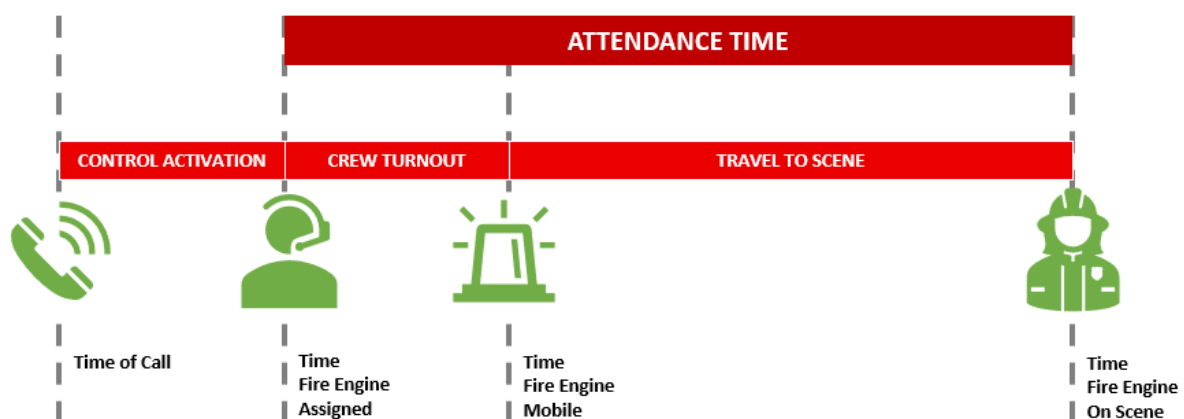 ATTENDANCE TIME
CONTROL ACTIVATION
CREW TURNOUT
TRAVEL TO SCENE
Time of Call
Time
Fire Engine
Assigned
Time
Fire Engine
Mobile
Time
Fire Engine
On Scene